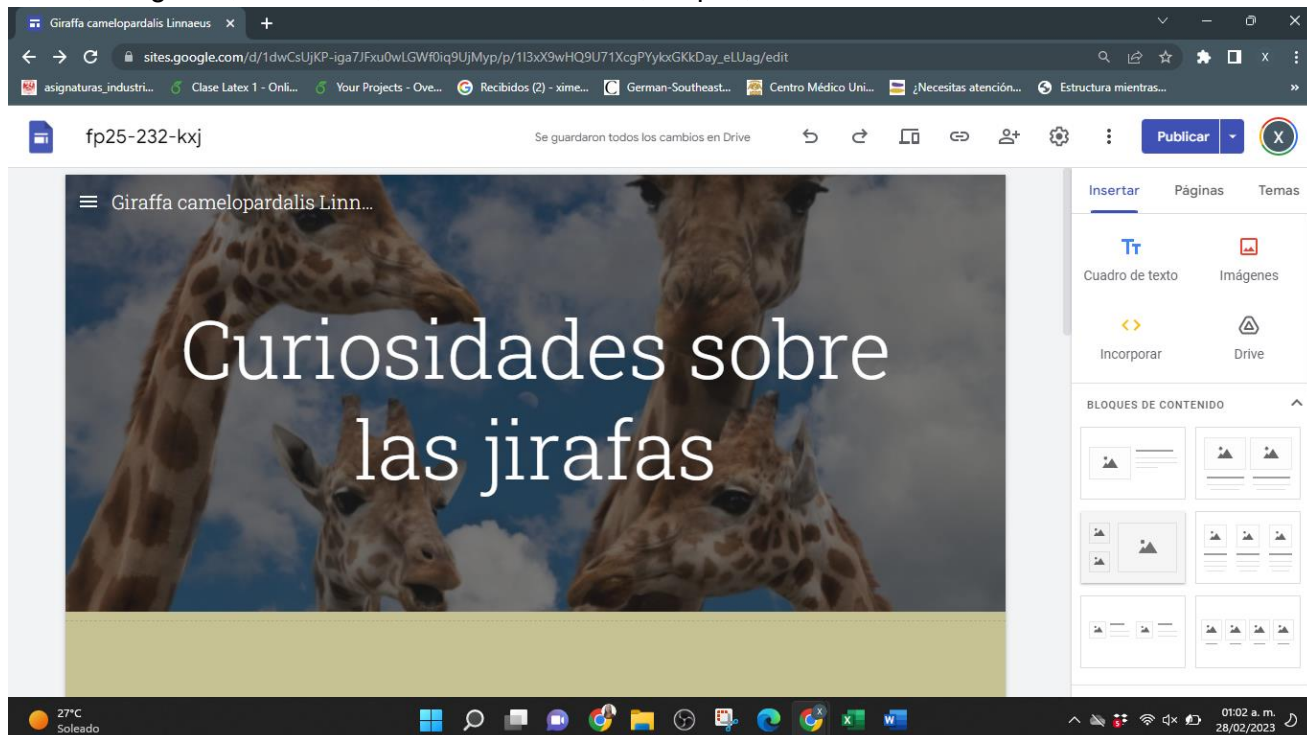 Giraffa camelopardalis Linnaeus
sites.google.com/d/1dwCsUjKP-iga7JFxu0wLGWf0iq9UjMyp/p/1I3xX9wHQ9U71XcgPYykxGKkDay_eLUag/edit
X
asignaturas_industri...
Clase Latex 1 - Onli...
Your Projects - Ove...
Recibidos (2) - xime...
German-Southeast...
Centro Médico Uni...
¿Necesitas atención...
Estructura mientras...
»
fp25-232-kxj
Se guardaron todos los cambios en Drive
Publicar
X
Giraffa camelopardalis Linn...
Curiosidades sobre
las jirafas
Insertar
Páginas
Temas
Cuadro de texto
Imágenes
Incorporar
Drive
BLOQUES DE CONTENIDO
27°C
Soleado
01:02 a. m.
28/02/2023